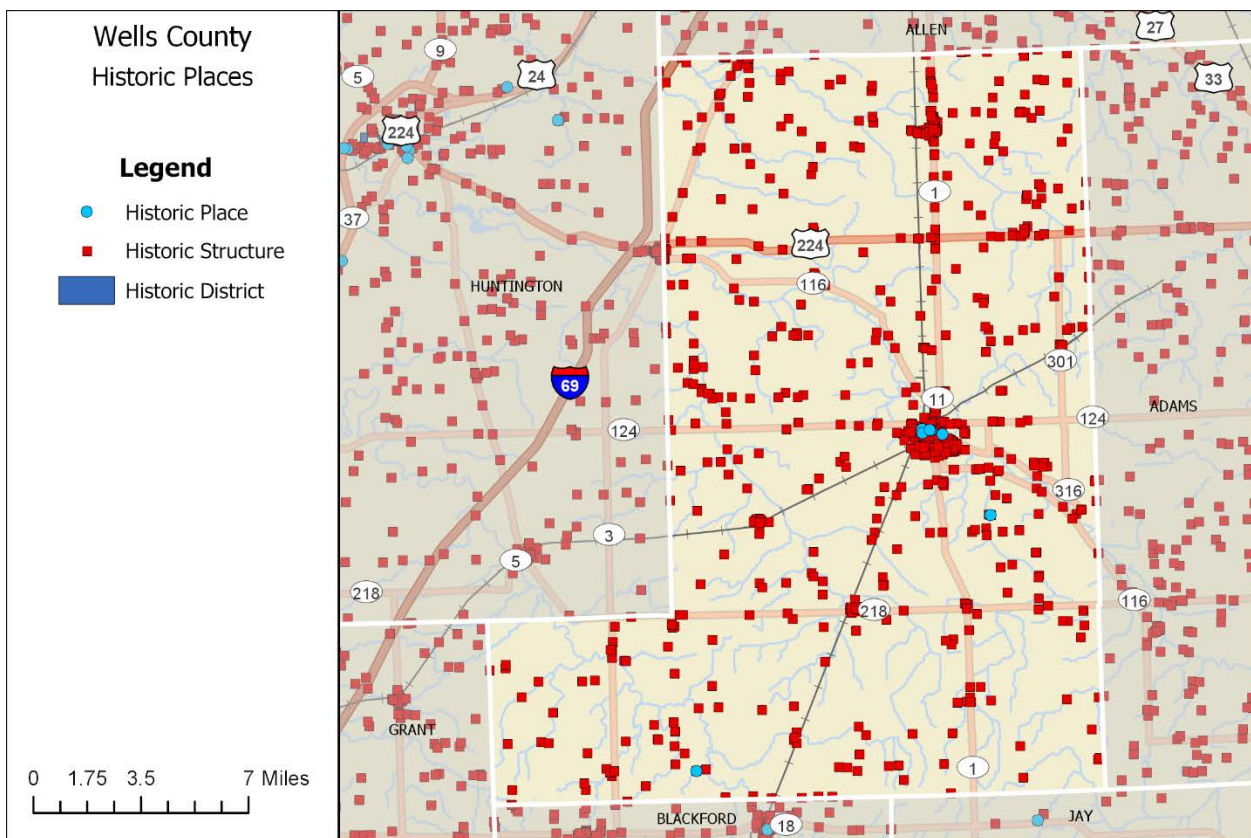 Wells County
Historic Places
Legend
Historic Place
Historic Structure
Historic District
0 1.75 3.5 7 Miles
ALLEN
27
9
5
24
33
224
37
1
224
HUNTINGTON
116
301
69
11
124
124
ADAMS
316
3
5
218
218
116
GRANT
1
BLACKFORD
18
JAY